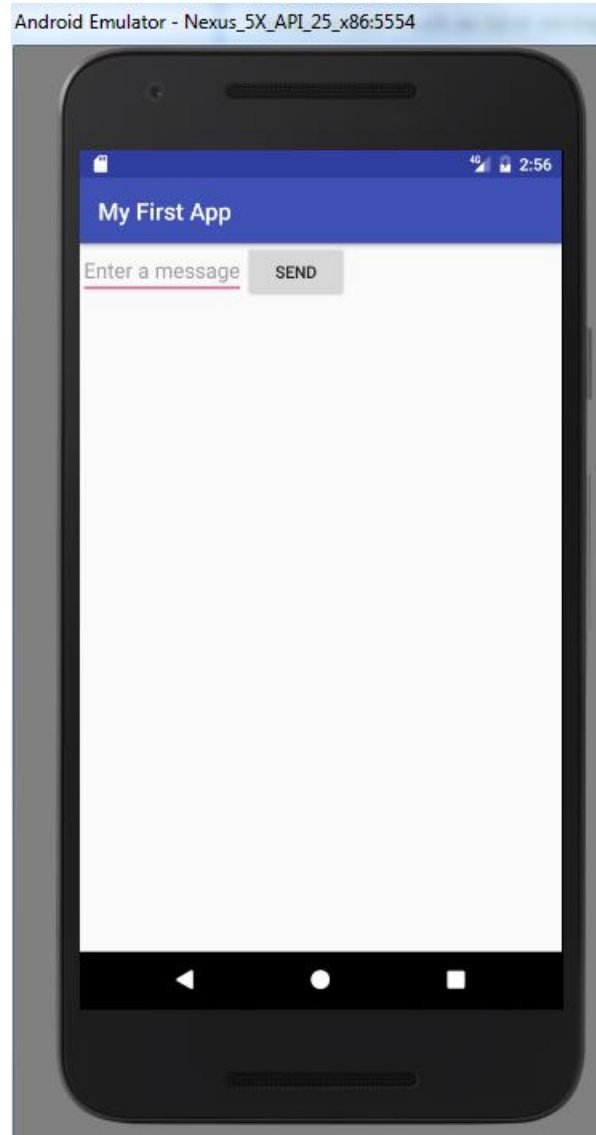 Android Emulator - Nexus_5X_API_25_x86:5554
4G 2:56
My First App
Enter a message SEND